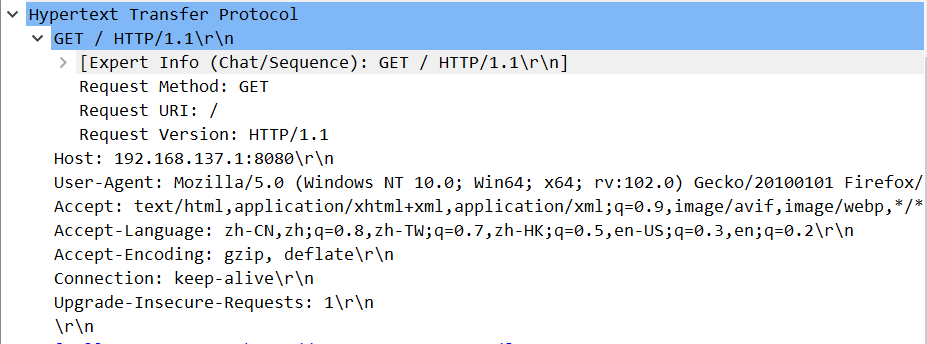 Hypertext Transfer Protocol
GET / HTTP/1.1\r\n
[Expert Info (Chat/Sequence): GET / HTTP/1.1\r\n]
Request Method: GET
Request URI: /
Request Version: HTTP/1.1
Host: 192.168.137.1:8080\r\n
User-Agent: Mozilla/5.0 (Windows NT 10.0; Win64; x64; rv:102.0) Gecko/20100101 Firefox/
Accept: text/html,application/xhtml+xml,application/xml;q=0.9,image/avif,image/webp,*/*
Accept-Language: zh-CN,zh;q=0.8,zh-TW;q=0.7,zh-HK;q=0.5,en-US;q=0.3,en;q=0.2\r\n
Accept-Encoding: gzip, deflate\r\n
Connection: keep-alive\r\n
Upgrade-Insecure-Requests: 1\r\n
\r\n